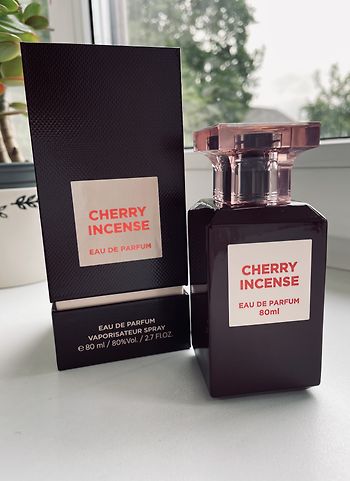 CHERRY
INCENSE
EAU DE PARFUM
EAU DE PARFUM
VAPORISATEUR SPRAY
℮ 80 ml / 80%Vol. / 2.7 FL.OZ.
CHERRY
INCENSE
EAU DE PARFUM
80ml